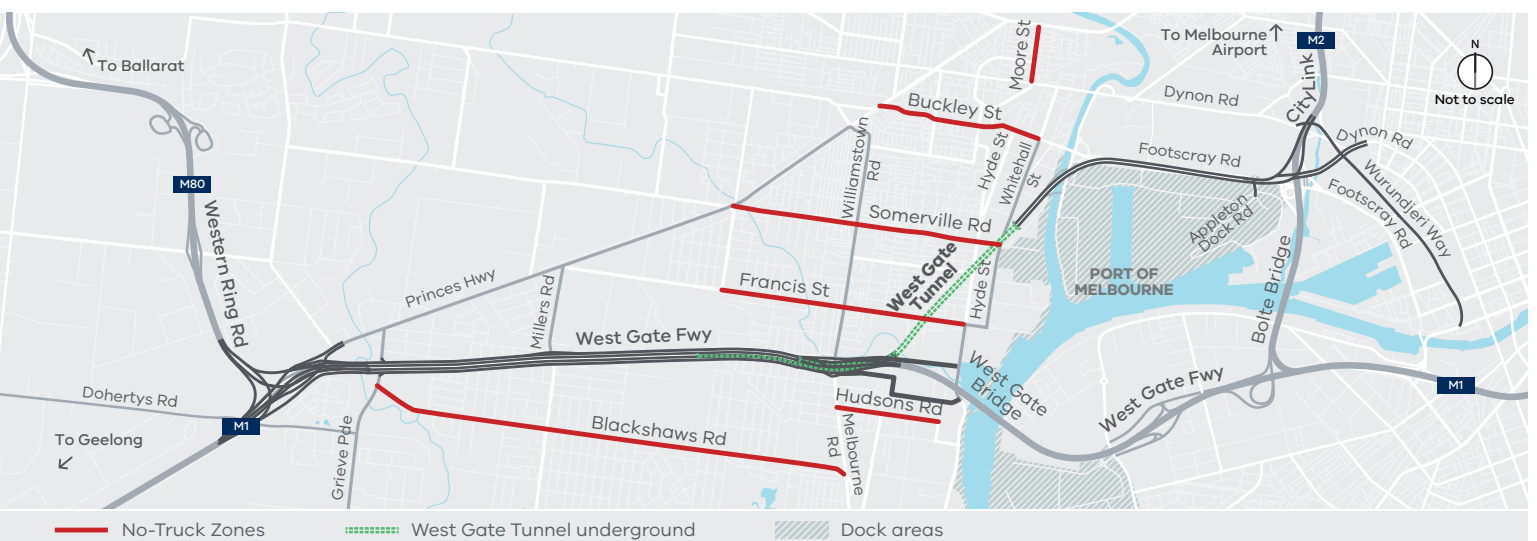 To Ballarat
Moore St
To Melbourne
Airport
M2
N
Not to scale
CityLink
Dynon Rd
Buckley St
Williamstown
Rd
Hyde St
Whitehall
St
Footscray Rd
Dynon Rd
Wurundjeri Way
Footscray Rd
Appleton
Dock Rd
M80
Western Ring Rd
Somerville Rd
West Gate
Tunnel
Princes Hwy
Millers Rd
Francis St
Hyde St
PORT OF
MELBOURNE
Bolte Bridge
West Gate Fwy
West Gate
Bridge
West Gate Fwy
M1
Dohertys Rd
M1
To Geelong
Grieve Pde
Blackshaws Rd
Hudsons Rd
Melbourne
Rd
No-Truck Zones
West Gate Tunnel underground
Dock areas